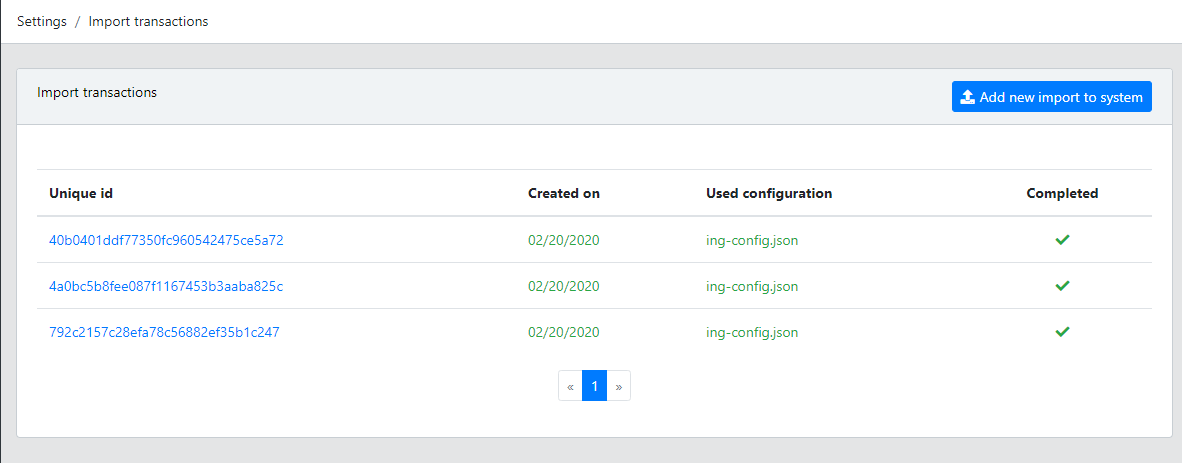 Settings / Import transactions
Import transactions
Add new import to system
Unique id Created on Used configuration Completed
40b0401ddf77350fc960542475ce5a72 02/20/2020 ing-config.json
4a0bc5b8fee087f1167453b3aaba825c 02/20/2020 ing-config.json
792c2157c28efa78c56882ef35b1c247 02/20/2020 ing-config.json
« 1 »